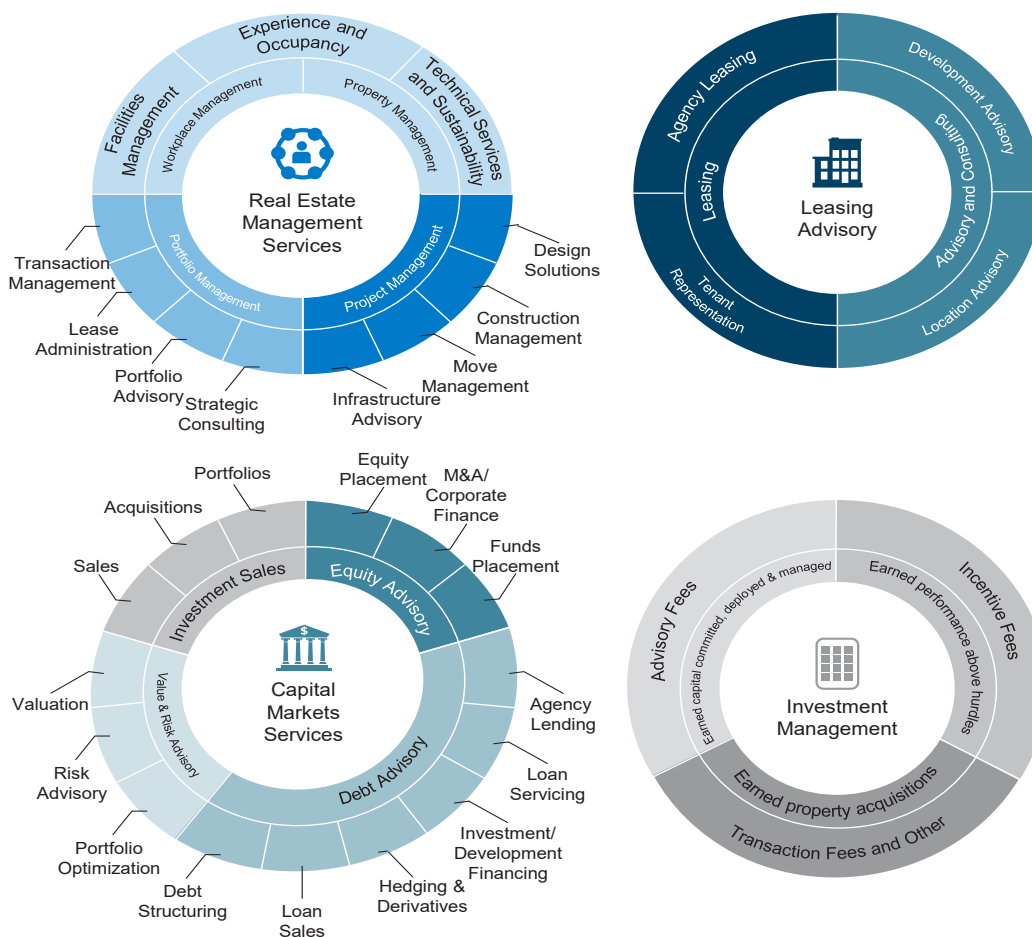 Experience and
Occupancy
Facilities
Management
Technical Services
and Sustainability
Workplace Management
Property Management
Real Estate
Management
Services
Portfolio Management
Project Management
Transaction
Management
Lease
Administration
Portfolio
Advisory
Strategic
Consulting
Infrastructure
Advisory
Move
Management
Construction
Management
Design
Solutions
Agency Leasing
Development Advisory
Leasing
Advisory and Consulting
Leasing
Advisory
Tenant
Representation
Location Advisory
Portfolios
Acquisitions
Sales
Equity
Placement
M&A/
Corporate
Finance
Funds
Placement
Investment Sales
Equity Advisory
$
Capital
Markets
Services
Value & Risk Advisory
Debt Advisory
Valuation
Risk
Advisory
Portfolio
Optimization
Debt
Structuring
Loan
Sales
Hedging &
Derivatives
Investment/
Development
Financing
Loan
Servicing
Agency
Lending
Advisory Fees
Earned capital committed, deployed & managed
Earned performance above hurdles
Incentive Fees
Investment
Management
Earned property acquisitions
Transaction Fees and Other